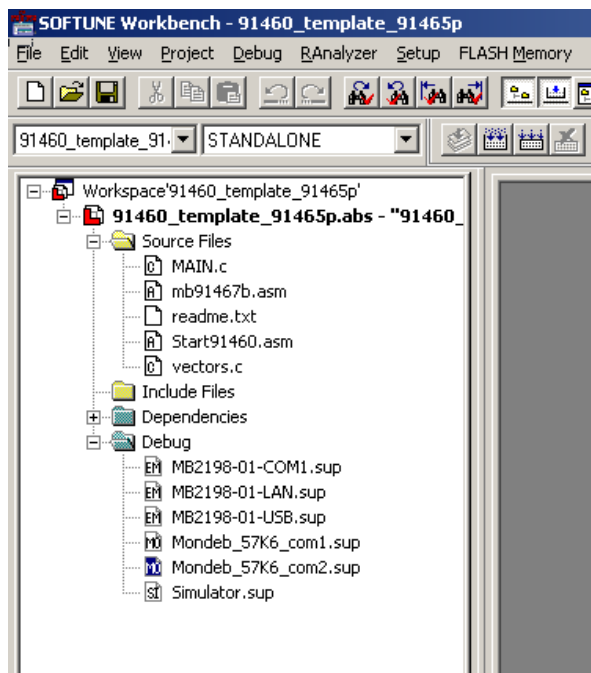 SOFTUNE Workbench - 91460_template_91465p
File Edit View Project Debug RAnalyzer Setup FLASH Memory
91460_template_91 STANDALONE
Workspace'91460_template_91465p'
91460_template_91465p.abs - "91460_
Source Files
MAIN.c
mb91467b.asm
readme.txt
Start91460.asm
vectors.c
Include Files
Dependencies
Debug
MB2198-01-COM1.sup
MB2198-01-LAN.sup
MB2198-01-USB.sup
Mondeb_57K6_com1.sup
Mondeb_57K6_com2.sup
Simulator.sup